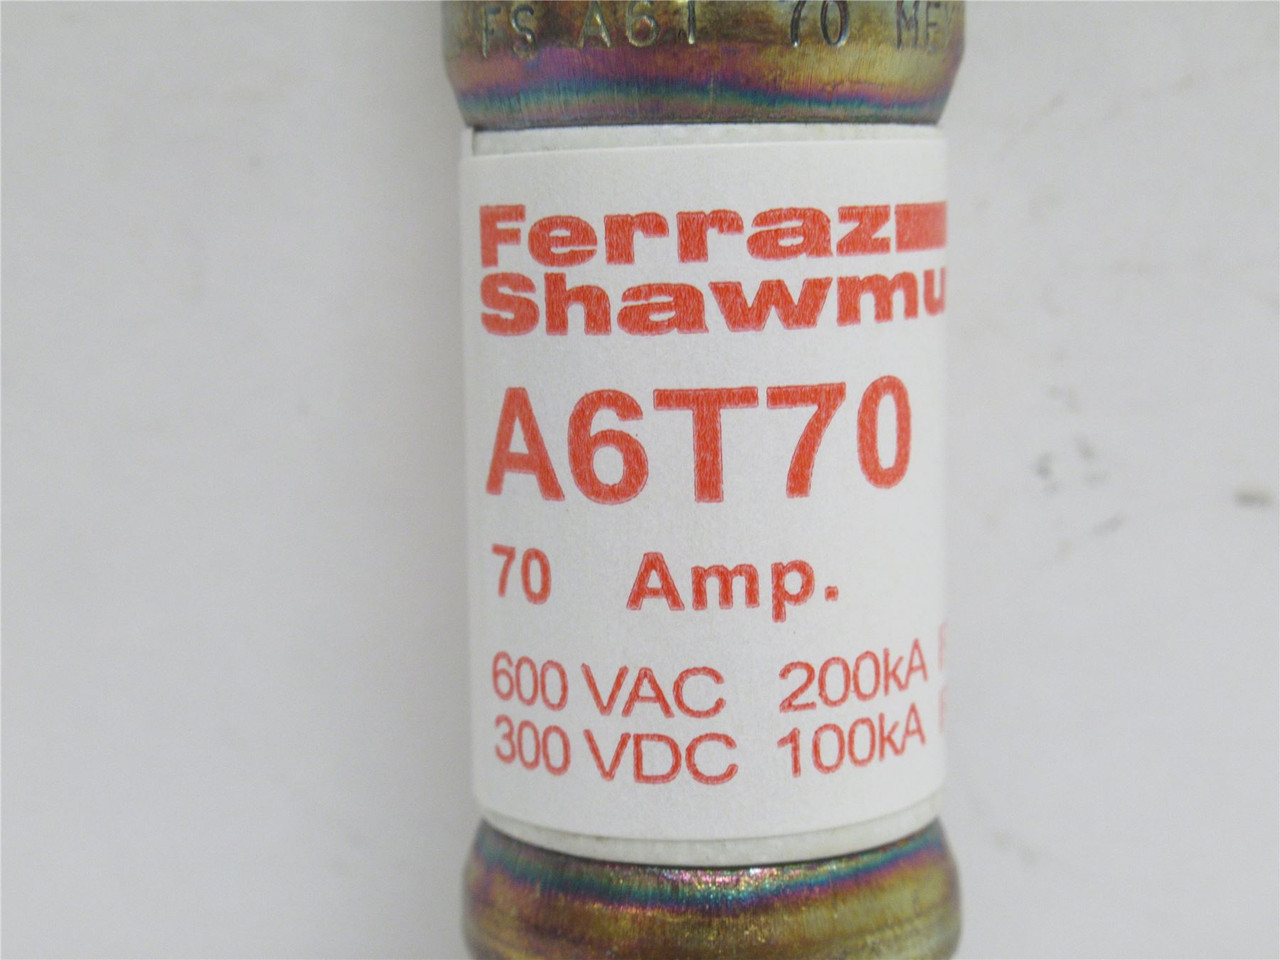 FS A6T 70
Ferraz
Shawmu
A6T70
70 Amp.
600 VAC 200kA
300 VDC 100kA